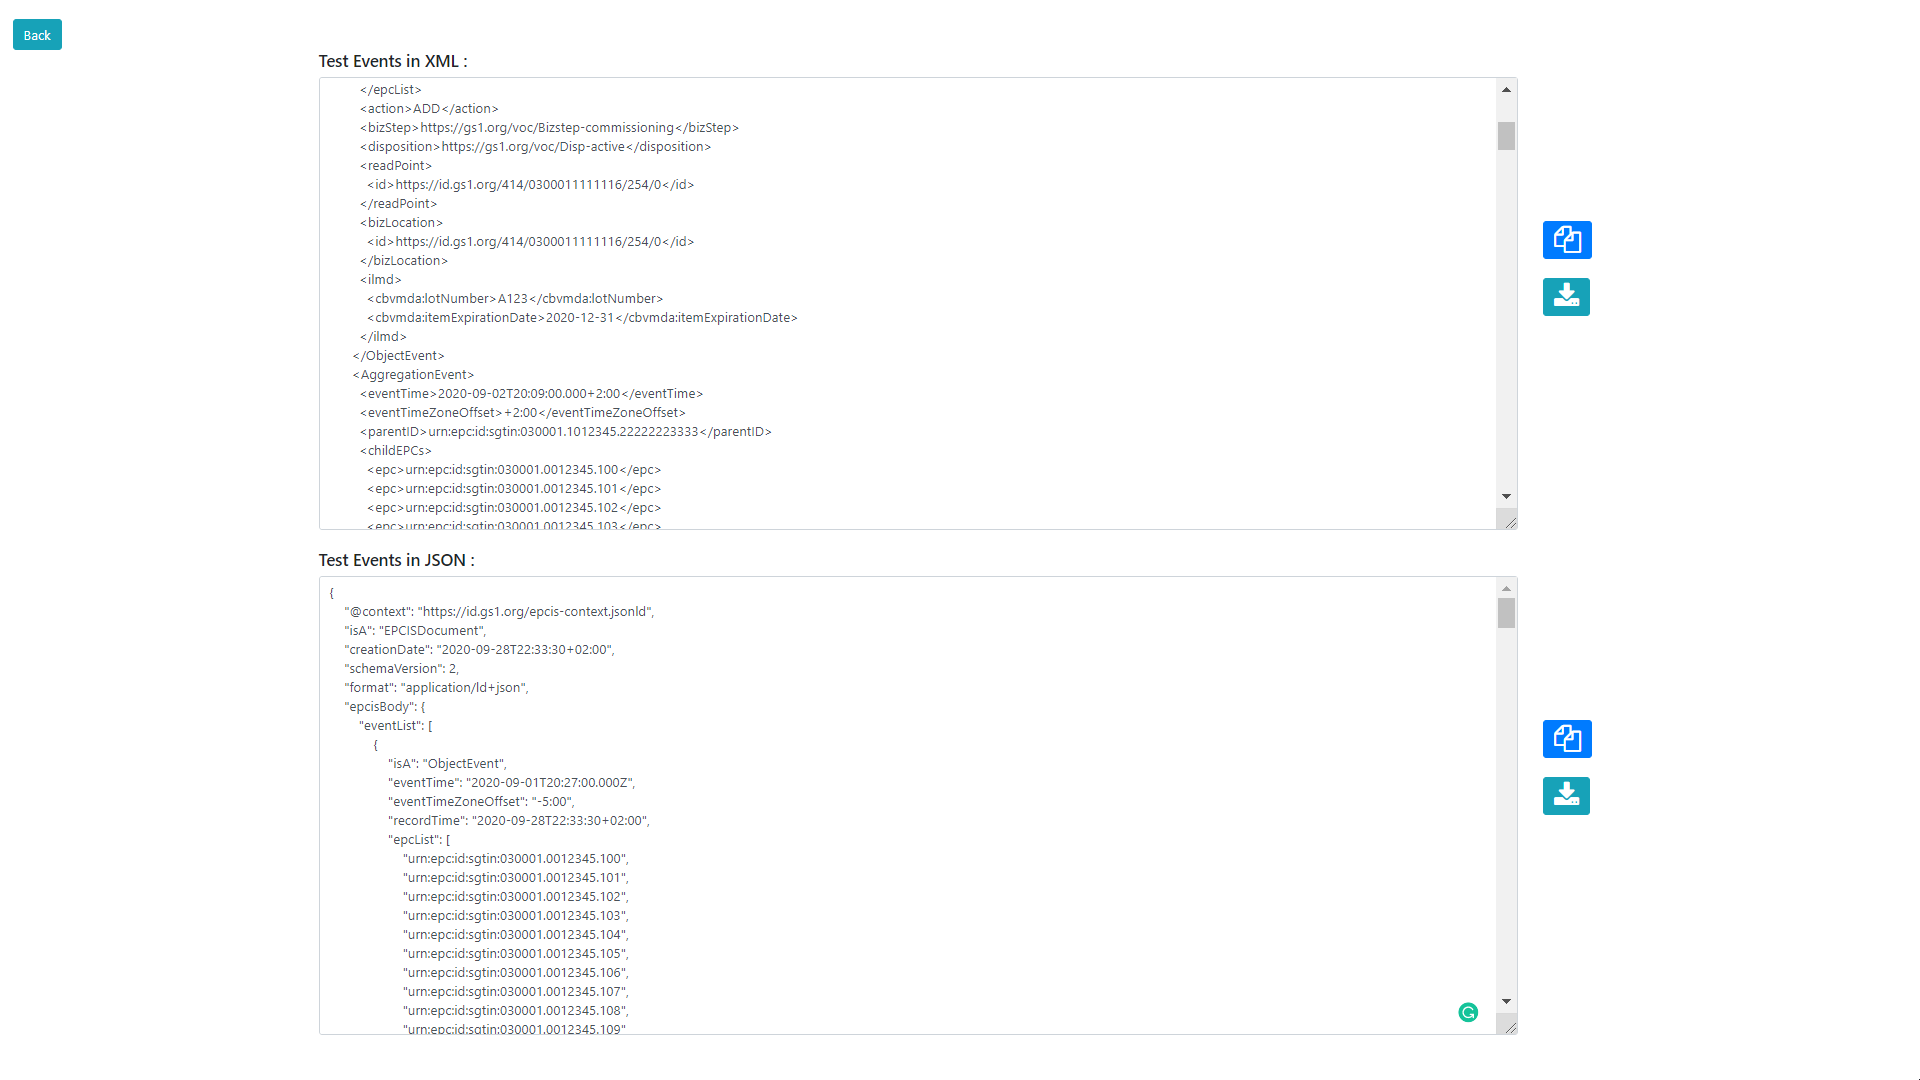 Back
Test Events in XML :
</epcList>
<action>ADD</action>
<bizStep>https://gs1.org/voc/Bizstep-commissioning</bizStep>
<disposition>https://gs1.org/voc/Disp-active</disposition>
<readPoint>
<id>https://id.gs1.org/414/0300011111116/254/0</id>
</readPoint>
<bizLocation>
<id>https://id.gs1.org/414/0300011111116/254/0</id>
</bizLocation>
<ilmd>
<cbvmda:lotNumber>A123</cbvmda:lotNumber>
<cbvmda:itemExpirationDate>2020-12-31</cbvmda:itemExpirationDate>
</ilmd>
</ObjectEvent>
<AggregationEvent>
<eventTime>2020-09-02T20:09:00.000+2:00</eventTime>
<eventTimeZoneOffset>+2:00</eventTimeZoneOffset>
<parentID>urn:epc:id:sgtin:030001.1012345.22222223333</parentID>
<childEPCs>
<epc>urn:epc:id:sgtin:030001.0012345.100</epc>
<epc>urn:epc:id:sgtin:030001.0012345.101</epc>
<epc>urn:epc:id:sgtin:030001.0012345.102</epc>
<epc>urn:epc:id:sgtin:030001.0012345.103</epc>
Test Events in JSON :
{
"@context": "https://id.gs1.org/epcis-context.jsonld",
"isA": "EPCISDocument",
"creationDate": "2020-09-28T22:33:30+02:00",
"schemaVersion": 2,
"format": "application/ld+json",
"epcisBody": {
"eventList": [
{
"isA": "ObjectEvent",
"eventTime": "2020-09-01T20:27:00.000Z",
"eventTimeZoneOffset": "-5:00",
"recordTime": "2020-09-28T22:33:30+02:00",
"epcList": [
"urn:epc:id:sgtin:030001.0012345.100",
"urn:epc:id:sgtin:030001.0012345.101",
"urn:epc:id:sgtin:030001.0012345.102",
"urn:epc:id:sgtin:030001.0012345.103",
"urn:epc:id:sgtin:030001.0012345.104",
"urn:epc:id:sgtin:030001.0012345.105",
"urn:epc:id:sgtin:030001.0012345.106",
"urn:epc:id:sgtin:030001.0012345.107",
"urn:epc:id:sgtin:030001.0012345.108",
"urn:epc:id:sgtin:030001.0012345.109"